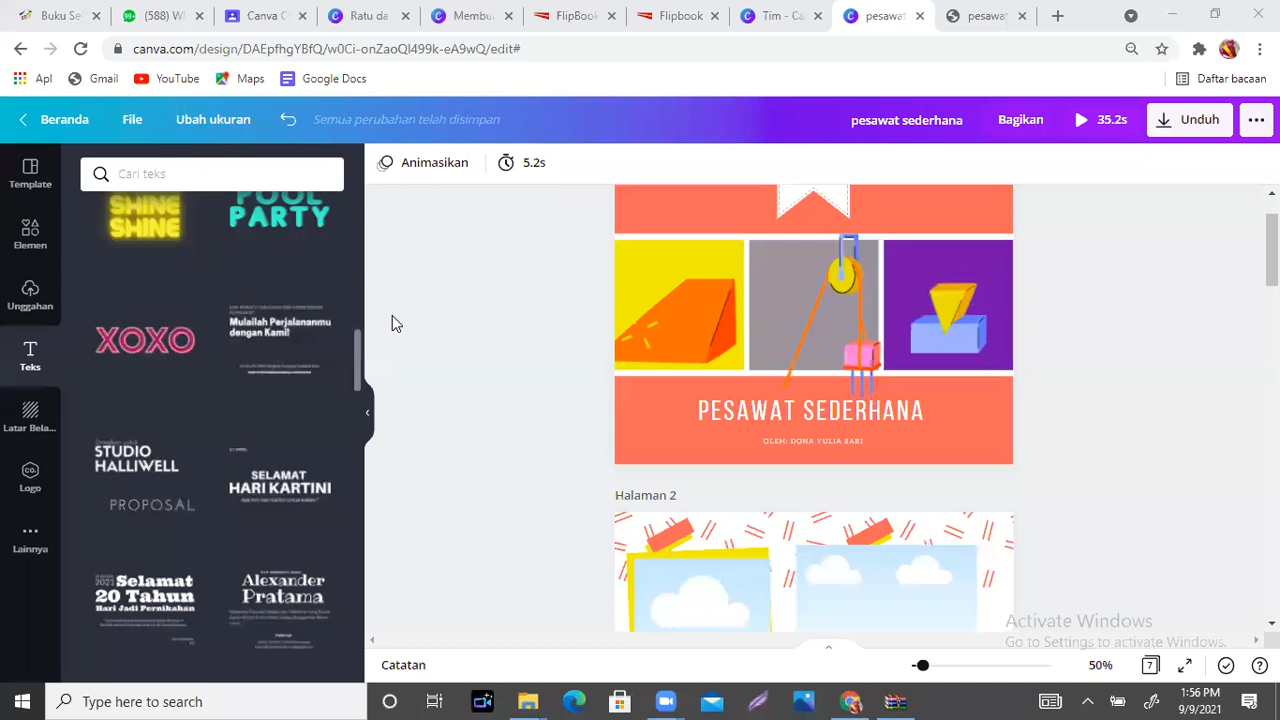 Buku Se
(588) W
Canva C
Ratu da
Membu
FlipBook
Flipbook
Tim - Ca
pesawat
pesawat
canva.com/design/DAEpfhgYBfQ/w0Ci-onZaoQI499k-eA9wQ/edit#
Apl
Gmail
YouTube
Maps
Google Docs
Daftar bacaan
Beranda
File
Ubah ukuran
Semua perubahan telah disimpan
pesawat sederhana
Bagikan
35.2s
Unduh
Template
Elemen
Unggahan
Teks
Latar Bela...
CO.
Logo
Lainnya
Cari teks
SHINE
SHINE
POOL
PARTY
XOXO
Mulailah Perjalananmu
dengan Kami!
STUDIO
HALLIWELL
PROPOSAL
SELAMAT
HARI KARTINI
Selamat
20 Tahun
Hari Jadi Pernikahan
Alexander
Pratama
Animasikan
5.2s
PESAWAT SEDERHANA
OLEH: DONA YULIA SARI
Halaman 2
Activate Windows
Go to Settings to activate Windows.
Catatan
50%
7
Type here to search
1:56 PM
9/9/2021